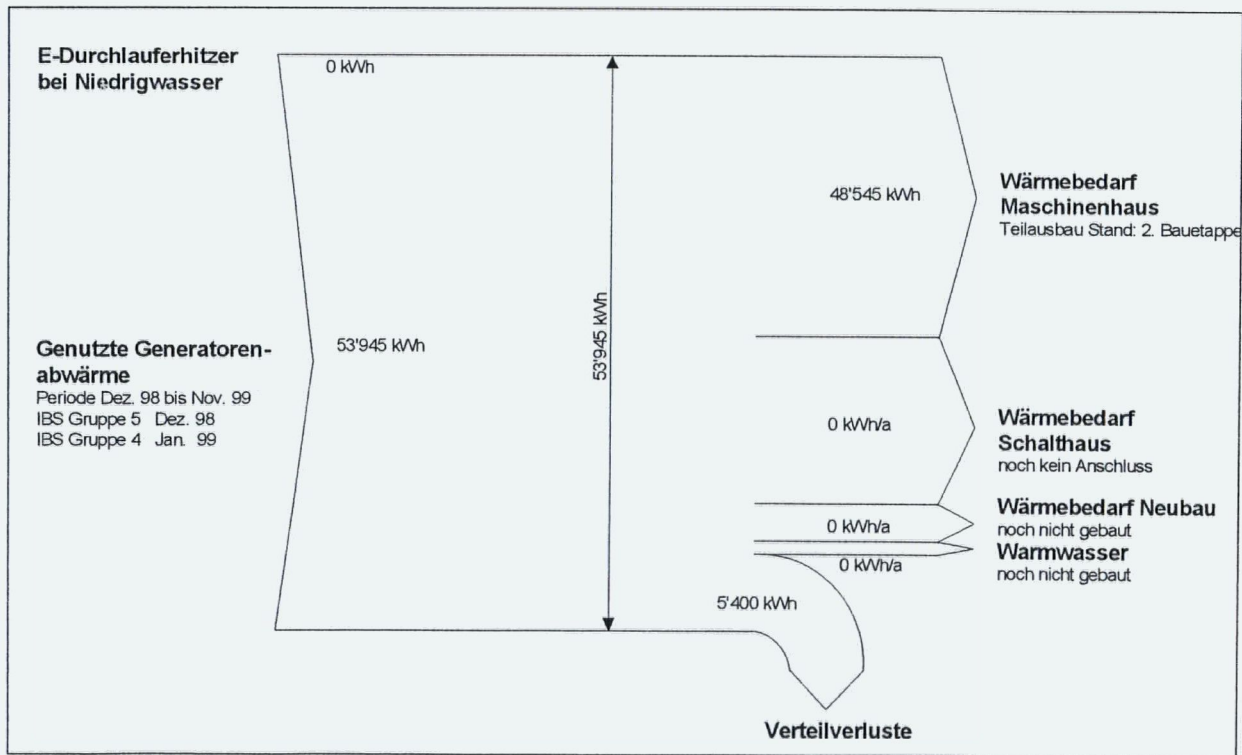 E-Durchlauferhitzer
bei Niedrigwasser
0 kWh
48'545 kWh
Wärmebedarf
Maschinenhaus
Teilausbau Stand: 2. Bauetappe
53'945 kWh
Genutzte Generatoren-
abwärme
Periode Dez. 98 bis Nov. 99
IBS Gruppe 5 Dez. 98
IBS Gruppe 4 Jan. 99
53'945 kWh
0 kWh/a
Wärmebedarf
Schalthaus
noch kein Anschluss
0 kWh/a
Wärmebedarf Neubau
noch nicht gebaut
0 kWh/a
Warmwasser
noch nicht gebaut
5'400 kWh
Verteilverluste